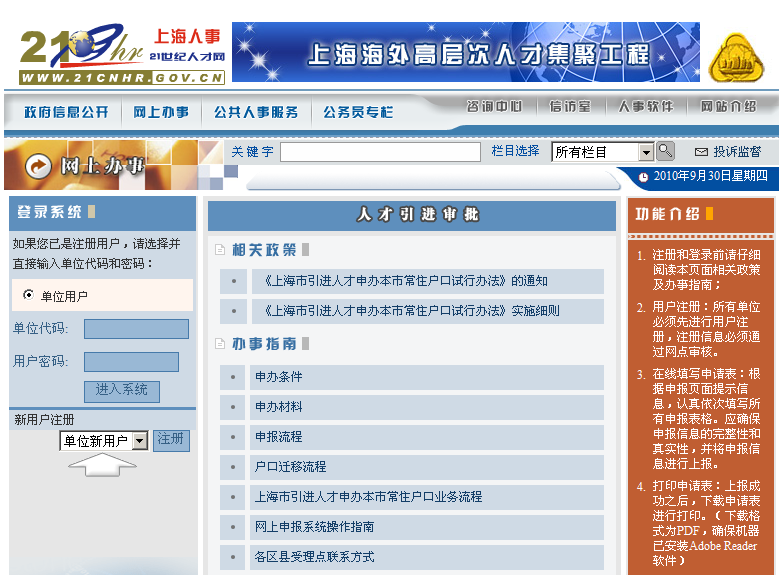 21 hr
上海人事
21世纪人才网
WWW.21CNHR.GOV.CN
上海海外高层次人才集聚工程
政府信息公开 网上办事 公共人事服务 公务员专栏 咨询中心 信访室 人事软件 网站介绍
网上办事
关键字 栏目选择 所有栏目 投诉监督
2010年9月30日星期四
登录系统
如果您已是注册用户，请选择并
直接输入单位代码和密码：
单位用户
单位代码:
用户密码:
进入系统
新用户注册
单位新用户 注册
人才引进审批
相关政策
《上海市引进人才申办本市常住户口试行办法》的通知
《上海市引进人才申办本市常住户口试行办法》实施细则
办事指南
申办条件
申办材料
申报流程
户口迁移流程
上海市引进人才申办本市常住户口业务流程
网上申报系统操作指南
各区县受理点联系方式
功能介绍
1. 注册和登录前请仔细
阅读本页面相关政策
及办事指南；
2. 用户注册：所有单位
必须先进行用户注
册，注册信息必须通
过网点审核。
3. 在线填写申请表：根
据申报页面提示信
息，认真依次填写所
有申报表格。应确保
申报信息的完整性和
真实性，并将申报信
息进行上报。
4. 打印申请表：上报成
功之后，下载申请表
进行打印。（下载格
式为PDF，确保机器
已安装Adobe Reader
软件）